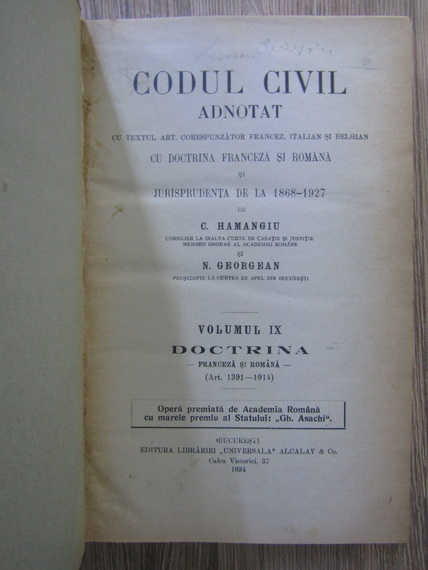 6
CODUL CIVIL
ADNOTAT
CU TEXTUL ART. CORESPUNZĂTOR FRANCEZ, ITALIAN ȘI BELGIAN
CU DOCTRINA FRANCEZĂ ȘI ROMÂNĂ
ȘI
JURISPRUDENȚA DE LA 1868–1927
DE
C. HAMANGIU
CONSILIER LA INALTA CURTE DE CASAȚIE ȘI JUSTIȚIE
MEMBRU ONORAR AL ACADEMIEI ROMÂNE
ȘI
N. GEORGEAN
PREȘEDINTE LA CURTEA DE APEL DIN BUCUREȘTI
VOLUMUL IX
DOCTRINA
— FRANCEZĂ ȘI ROMÂNĂ —
(Art. 1391—1914)
Operă premiată de Academia Română
cu marele premiu al Statului: „Gh. Asachi".
BUCUREȘTI
EDITURA LIBRĂRIEI „UNIVERSALA" ALCALAY & Co.
Calea Victoriei, 27
1934